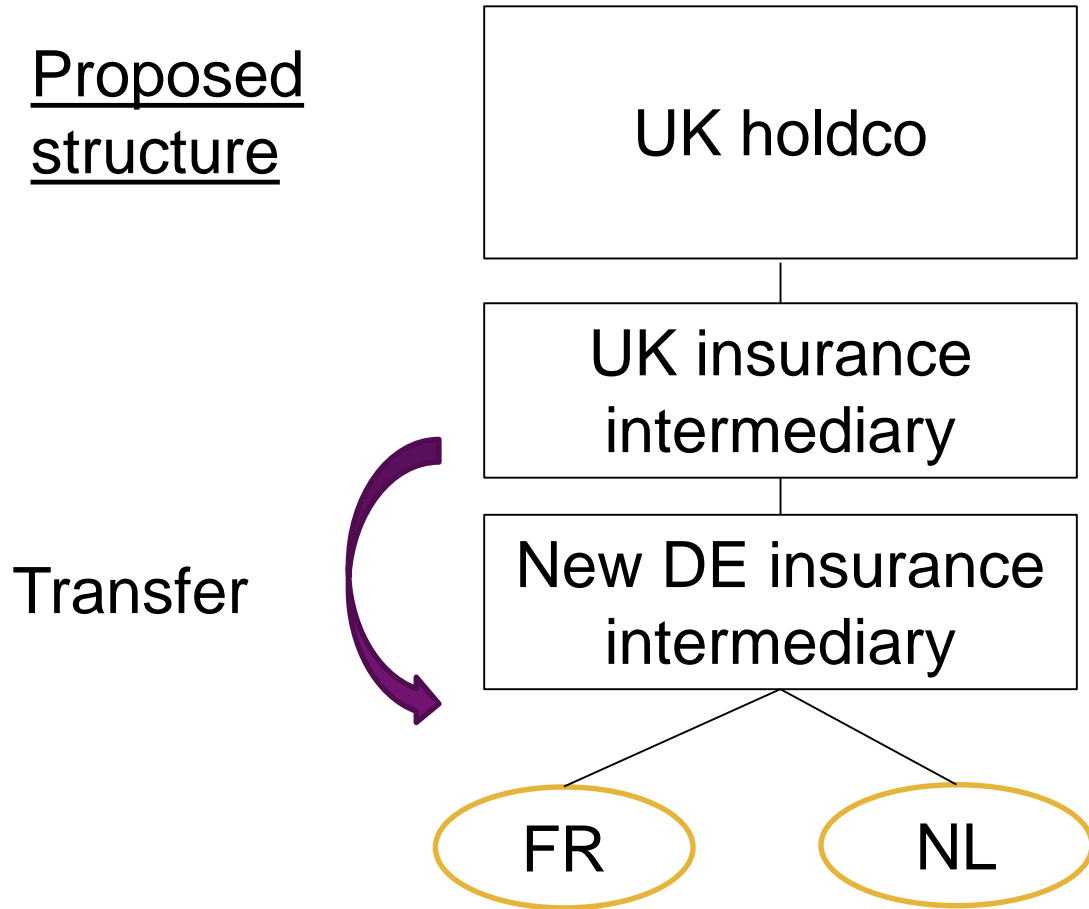 Proposed
structure
UK holdco
UK insurance
intermediary
New DE insurance
intermediary
Transfer
FR
NL